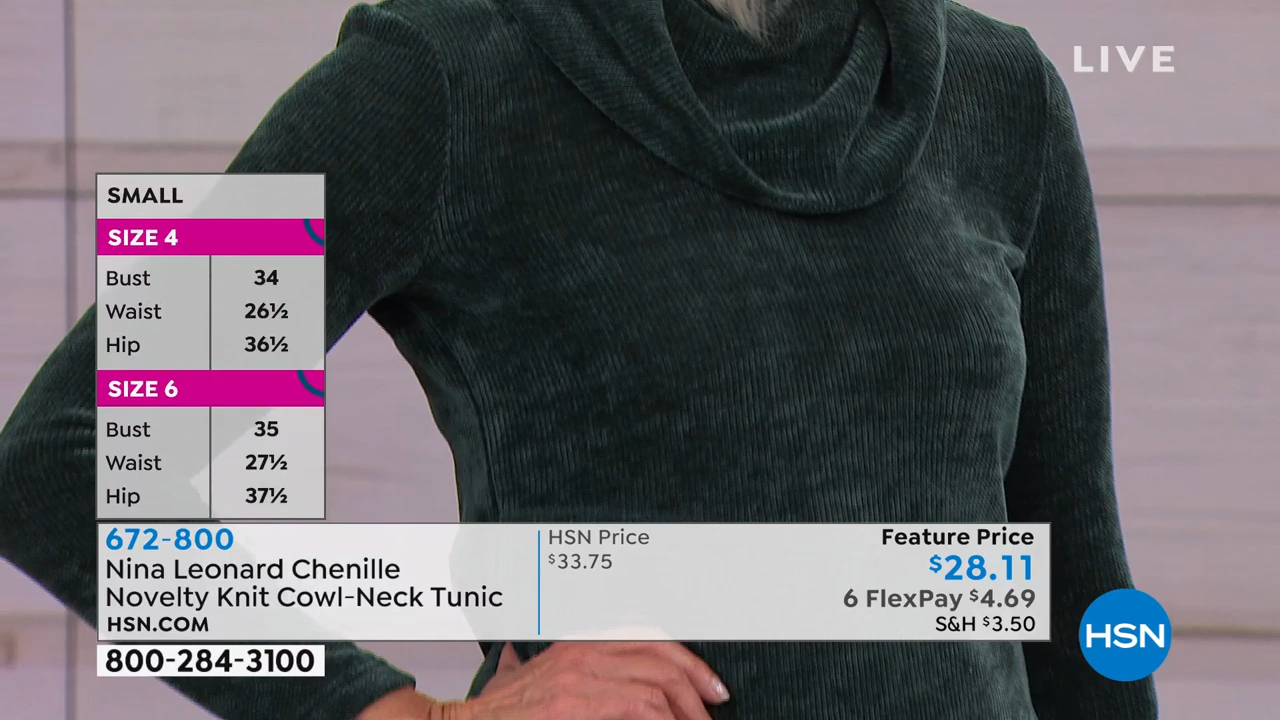 LIVE
SMALL
SIZE 4
Bust 34
Waist 26½
Hip 36½
SIZE 6
Bust 35
Waist 27½
Hip 37½
672-800
Nina Leonard Chenille
Novelty Knit Cowl-Neck Tunic
HSN.COM
HSN Price
$33.75
Feature Price
$28.11
6 FlexPay $4.69
S&H $3.50
800-284-3100
HSN